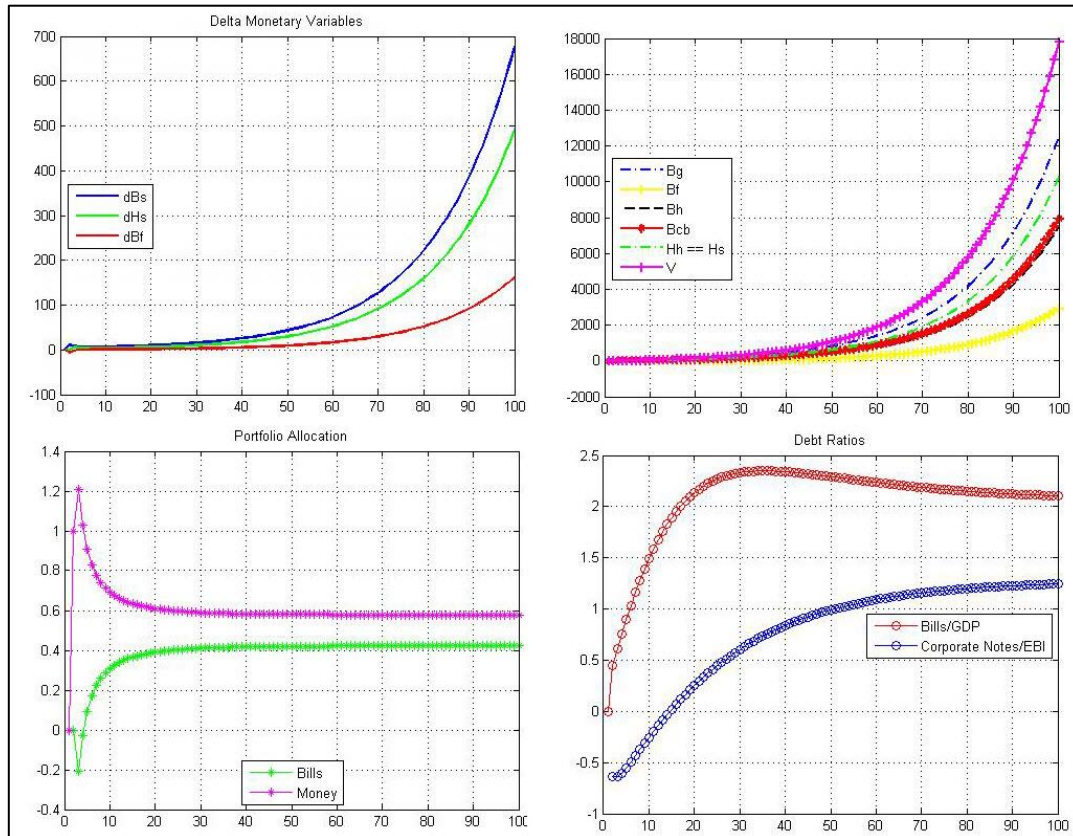 Delta Monetary Variables
700
600
500
400
300
200
100
0
-100
0 10 20 30 40 50 60 70 80 90 100
dBs
dHs
dBf
18000
16000
14000
12000
10000
8000
6000
4000
2000
0
-2000
0 10 20 30 40 50 60 70 80 90 100
Bg
Bf
Bh
Bcb
Hh == Hs
V
Portfolio Allocation
1.4
1.2
1
0.8
0.6
0.4
0.2
0
-0.2
-0.4
0 10 20 30 40 50 60 70 80 90 100
Bills
Money
Debt Ratios
2.5
2
1.5
1
0.5
0
-0.5
-1
0 10 20 30 40 50 60 70 80 90 100
Bills/GDP
Corporate Notes/EBI